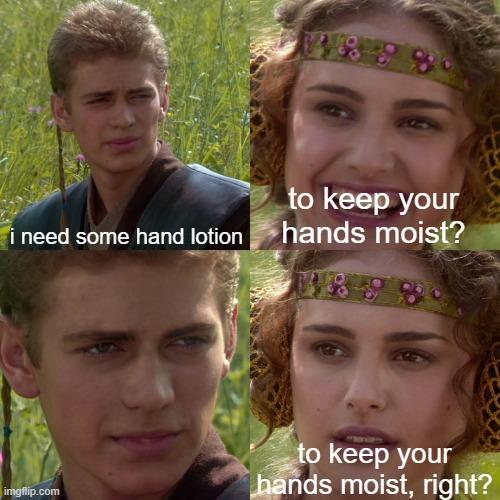 i need some hand lotion
to keep your
hands moist?
to keep your
hands moist, right?
imgflip.com